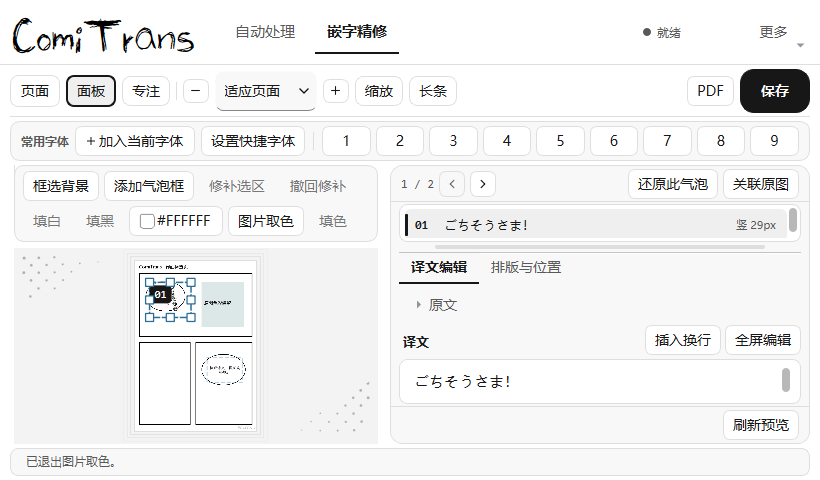 ComiTrans 自动处理 嵌字精修 就绪 更多
页面 面板 专注 − 适应页面 + 缩放 长条 PDF 保存
常用字体 + 加入当前字体 设置快捷字体 1 2 3 4 5 6 7 8 9
框选背景 添加气泡框 修补选区 撤回修补
填白 填黑 #FFFFFF 图片取色 填色
01
1 / 2 < > 还原此气泡 关联原图
01 ごちそうさま! 竖 29px
译文编辑 排版与位置
原文
译文 插入换行 全屏编辑
ごちそうさま!
刷新预览
已退出图片取色。